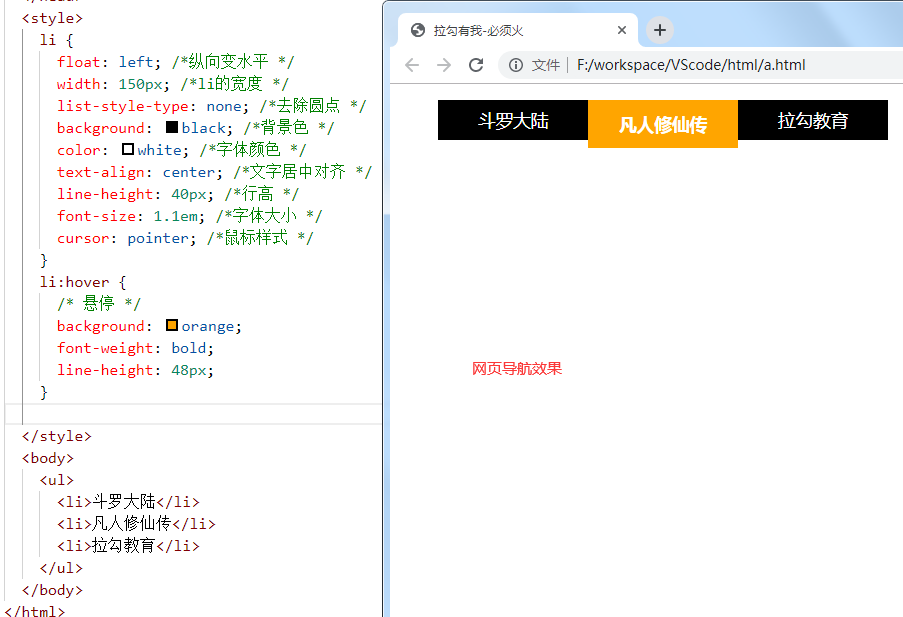 <style>
li {
float: left; /*纵向变水平 */
width: 150px; /*li的宽度 */
list-style-type: none; /*去除圆点 */
background: black; /*背景色 */
color: white; /*字体颜色 */
text-align: center; /*文字居中对齐 */
line-height: 40px; /*行高 */
font-size: 1.1em; /*字体大小 */
cursor: pointer; /*鼠标样式 */
}
li:hover {
/* 悬停 */
background: orange;
font-weight: bold;
line-height: 48px;
}
</style>
<body>
<ul>
<li>斗罗大陆</li>
<li>凡人修仙传</li>
<li>拉勾教育</li>
</ul>
</body>
</html>
拉勾有我-必须火
文件 F:/workspace/VScode/html/a.html
斗罗大陆 凡人修仙传 拉勾教育
网页导航效果